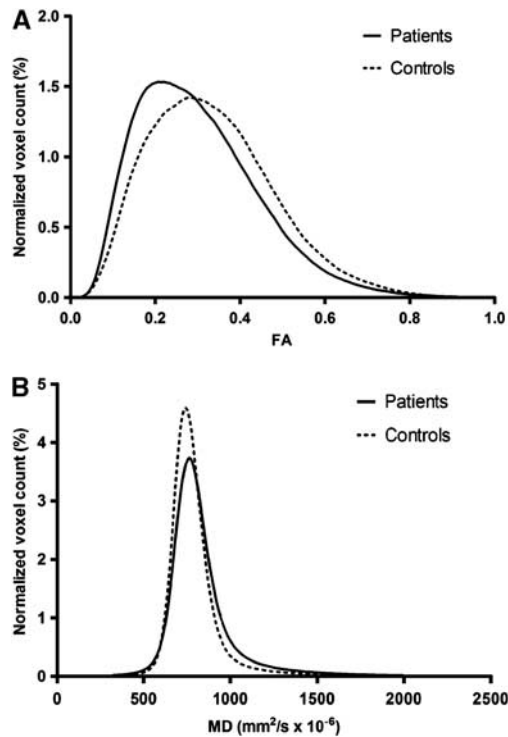 A
Patients
Controls
Normalized voxel count (%)
2.0
1.5
1.0
0.5
0.0
0.0 0.2 0.4 0.6 0.8 1.0
FA
B
Patients
Controls
Normalized voxel count (%)
5
4
3
2
1
0
0 500 1000 1500 2000 2500
MD (mm²/s x 10⁻⁶)